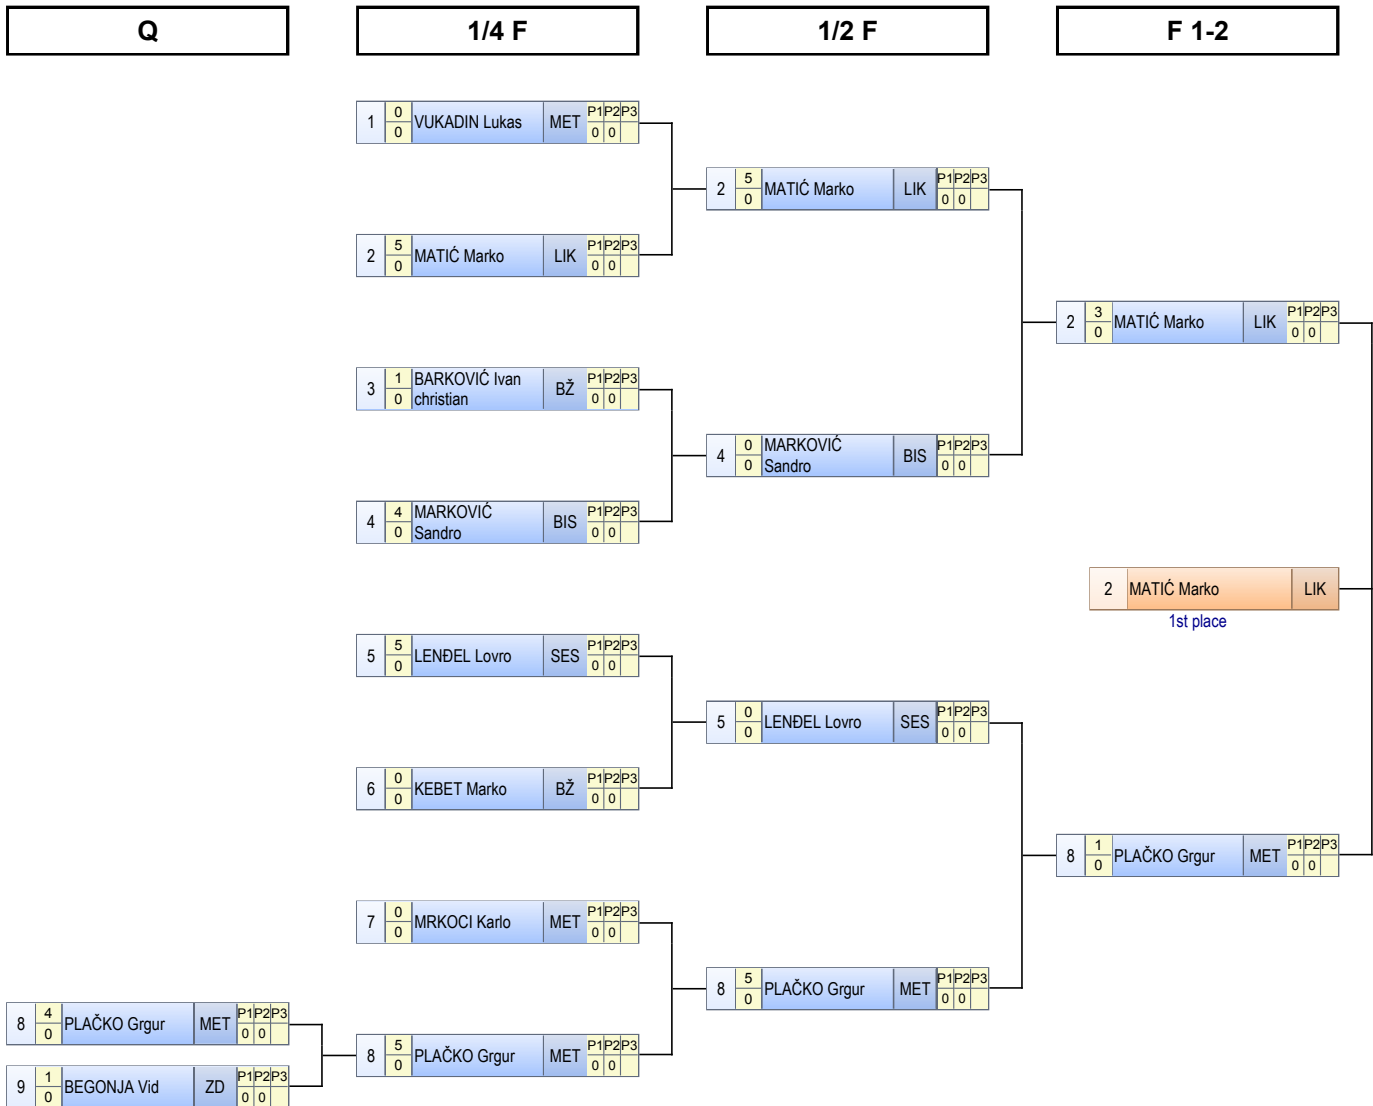 Q
1/4 F
1/2 F
F 1-2
1 0 VUKADIN Lukas MET P1 P2 P3
0 0 0
2 5 MATIĆ Marko LIK P1 P2 P3
0 0 0
2 5 MATIĆ Marko LIK P1 P2 P3
0 0 0
2 3 MATIĆ Marko LIK P1 P2 P3
0 0 0
3 1 BARKOVIĆ Ivan BŽ P1 P2 P3
0 christian 0 0
4 0 MARKOVIĆ BIS P1 P2 P3
0 Sandro 0 0
4 4 MARKOVIĆ BIS P1 P2 P3
0 Sandro 0 0
2 MATIĆ Marko LIK
1st place
5 5 LENĐEL Lovro SES P1 P2 P3
0 0 0
5 0 LENĐEL Lovro SES P1 P2 P3
0 0 0
6 0 KEBET Marko BŽ P1 P2 P3
0 0 0
8 1 PLAČKO Grgur MET P1 P2 P3
0 0 0
7 0 MRKOCI Karlo MET P1 P2 P3
0 0 0
8 5 PLAČKO Grgur MET P1 P2 P3
0 0 0
8 4 PLAČKO Grgur MET P1 P2 P3
0 0 0
8 5 PLAČKO Grgur MET P1 P2 P3
0 0 0
9 1 BEGONJA Vid ZD P1 P2 P3
0 0 0